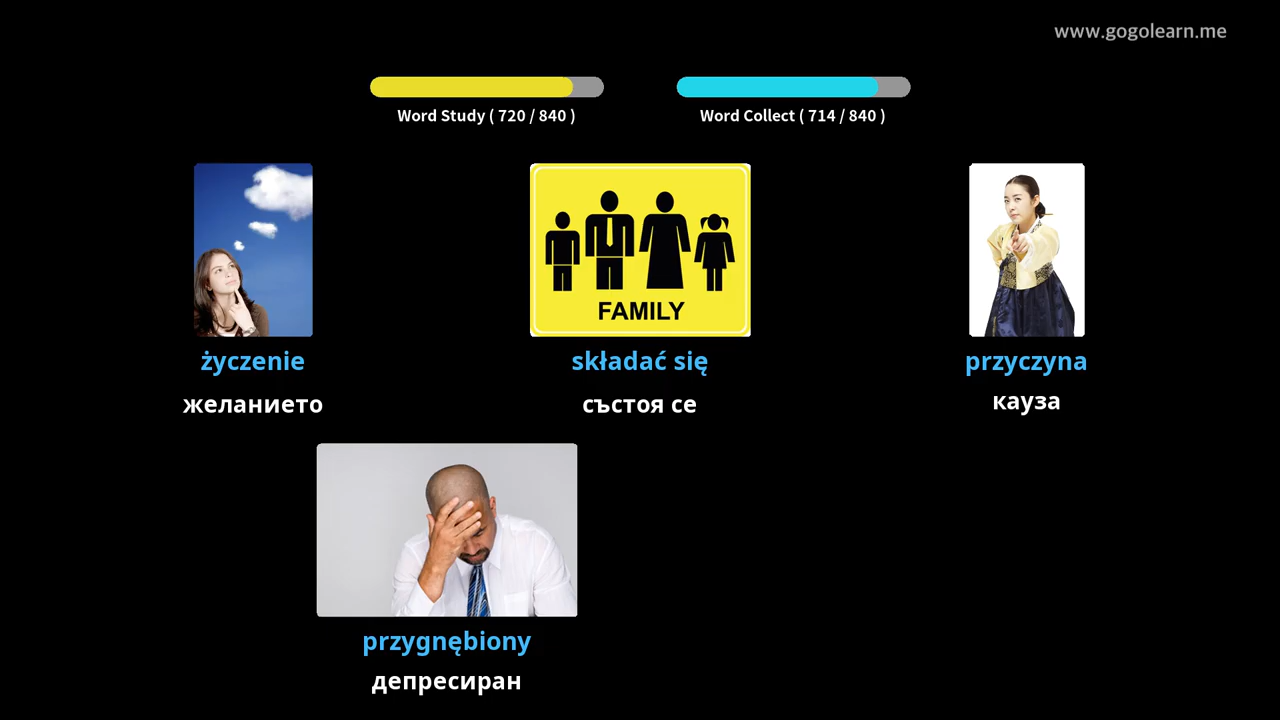 www.gogolearn.me
Word Study ( 720 / 840 )
Word Collect ( 714 / 840 )
FAMILY
życzenie
składać się
przyczyna
желанието
състоя се
кауза
przygnębiony
депресиран